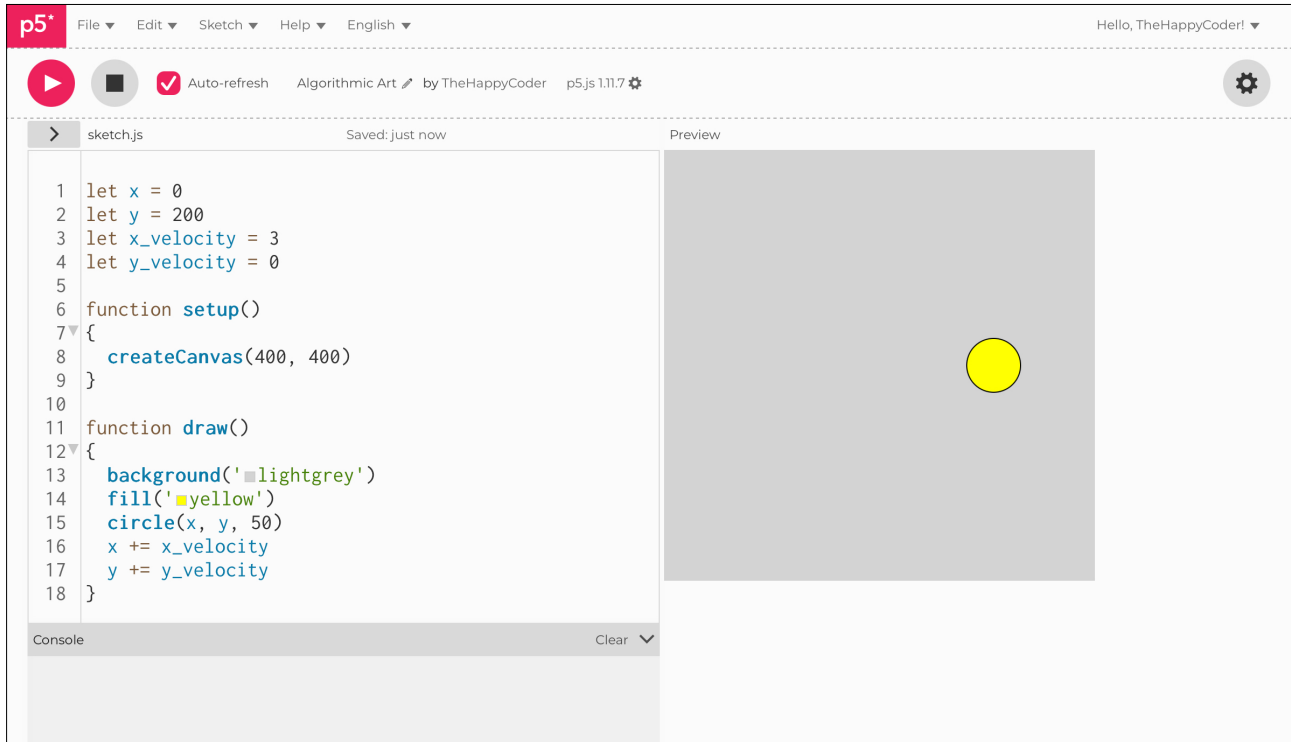 p5* File Edit Sketch Help English Hello, TheHappyCoder!
Auto-refresh Algorithmic Art by TheHappyCoder p5.js 1.11.7
sketch.js Saved: just now Preview
1 let x = 0
2 let y = 200
3 let x_velocity = 3
4 let y_velocity = 0
5
6 function setup()
7 {
8   createCanvas(400, 400)
9 }
10
11 function draw()
12 {
13   background('lightgrey')
14   fill('yellow')
15   circle(x, y, 50)
16   x += x_velocity
17   y += y_velocity
18 }
Console Clear